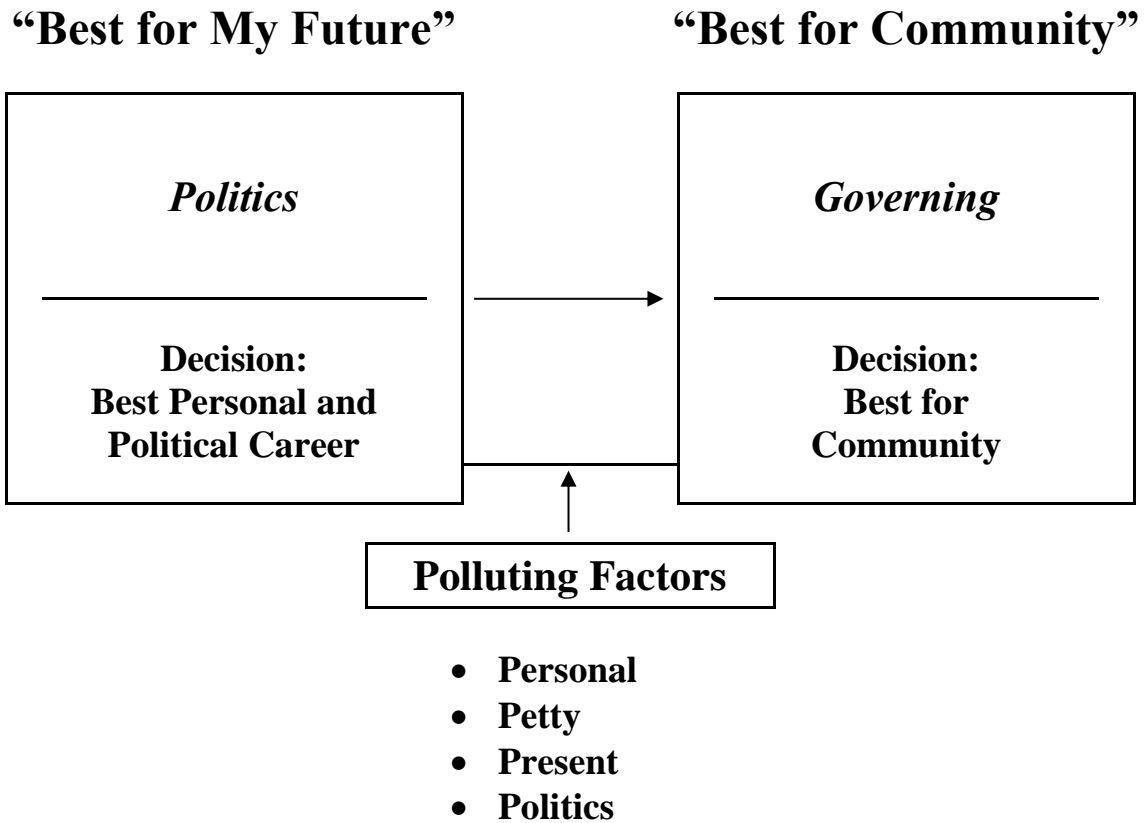 “Best for My Future”
“Best for Community”
Politics
Decision:
Best Personal and
Political Career
Governing
Decision:
Best for
Community
Polluting Factors
• Personal
• Petty
• Present
• Politics